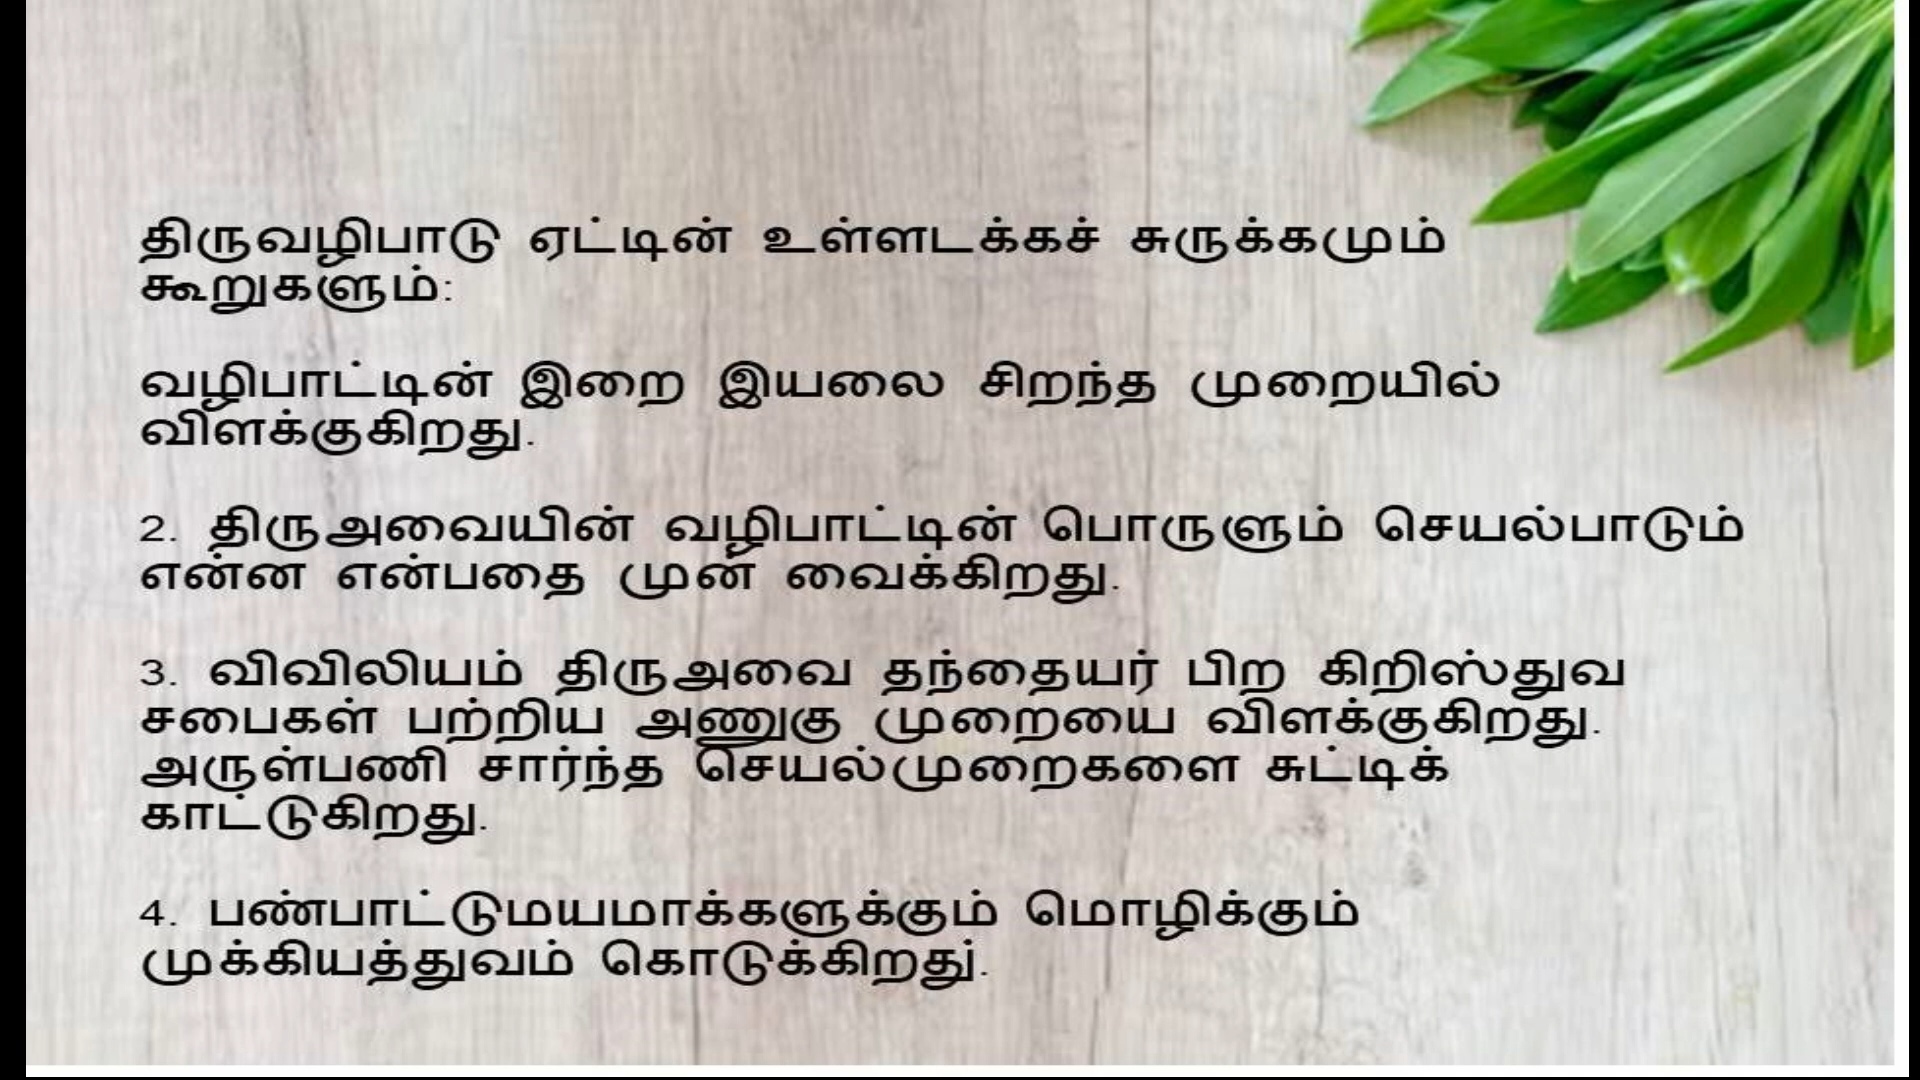 திருவழிபாடு ஏட்டின் உள்ளடக்கச் சுருக்கமும்
கூறுகளும்:
வழிபாட்டின் இறை இயலை சிறந்த முறையில்
விளக்குகிறது.
2. திருஅவையின் வழிபாட்டின் பொருளும் செயல்பாடும்
என்ன என்பதை முன் வைக்கிறது.
3. விவிலியம் திருஅவை தந்தையர் பிற கிறிஸ்துவ
சபைகள் பற்றிய அணுகு முறையை விளக்குகிறது.
அருள்பணி சார்ந்த செயல்முறைகளை சுட்டிக்
காட்டுகிறது.
4. பண்பாட்டுமயமாக்களுக்கும் மொழிக்கும்
முக்கியத்துவம் கொடுக்கிறது்.